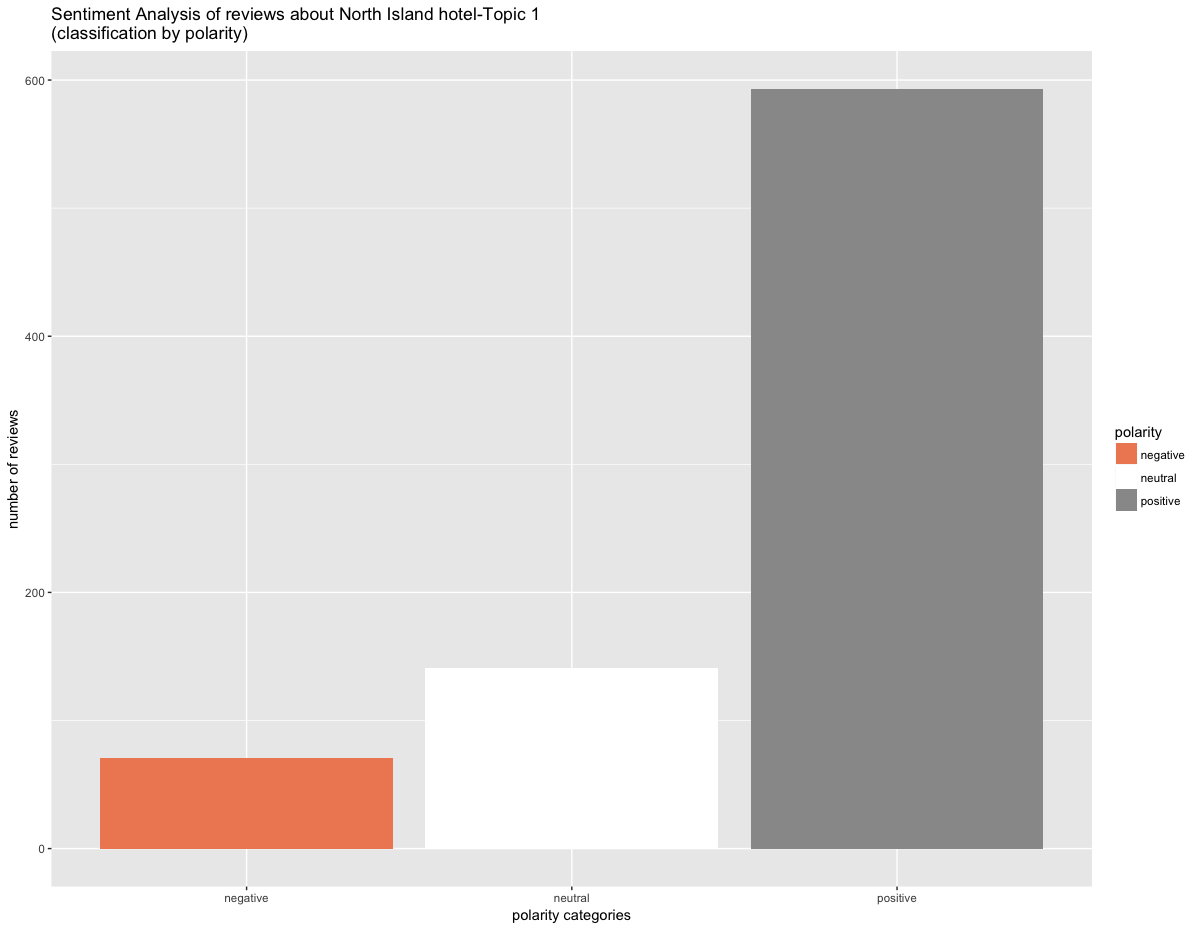 Sentiment Analysis of reviews about North Island hotel-Topic 1
(classification by polarity)
600
400
200
0
number of reviews
negative
neutral
positive
polarity categories
polarity
negative
neutral
positive